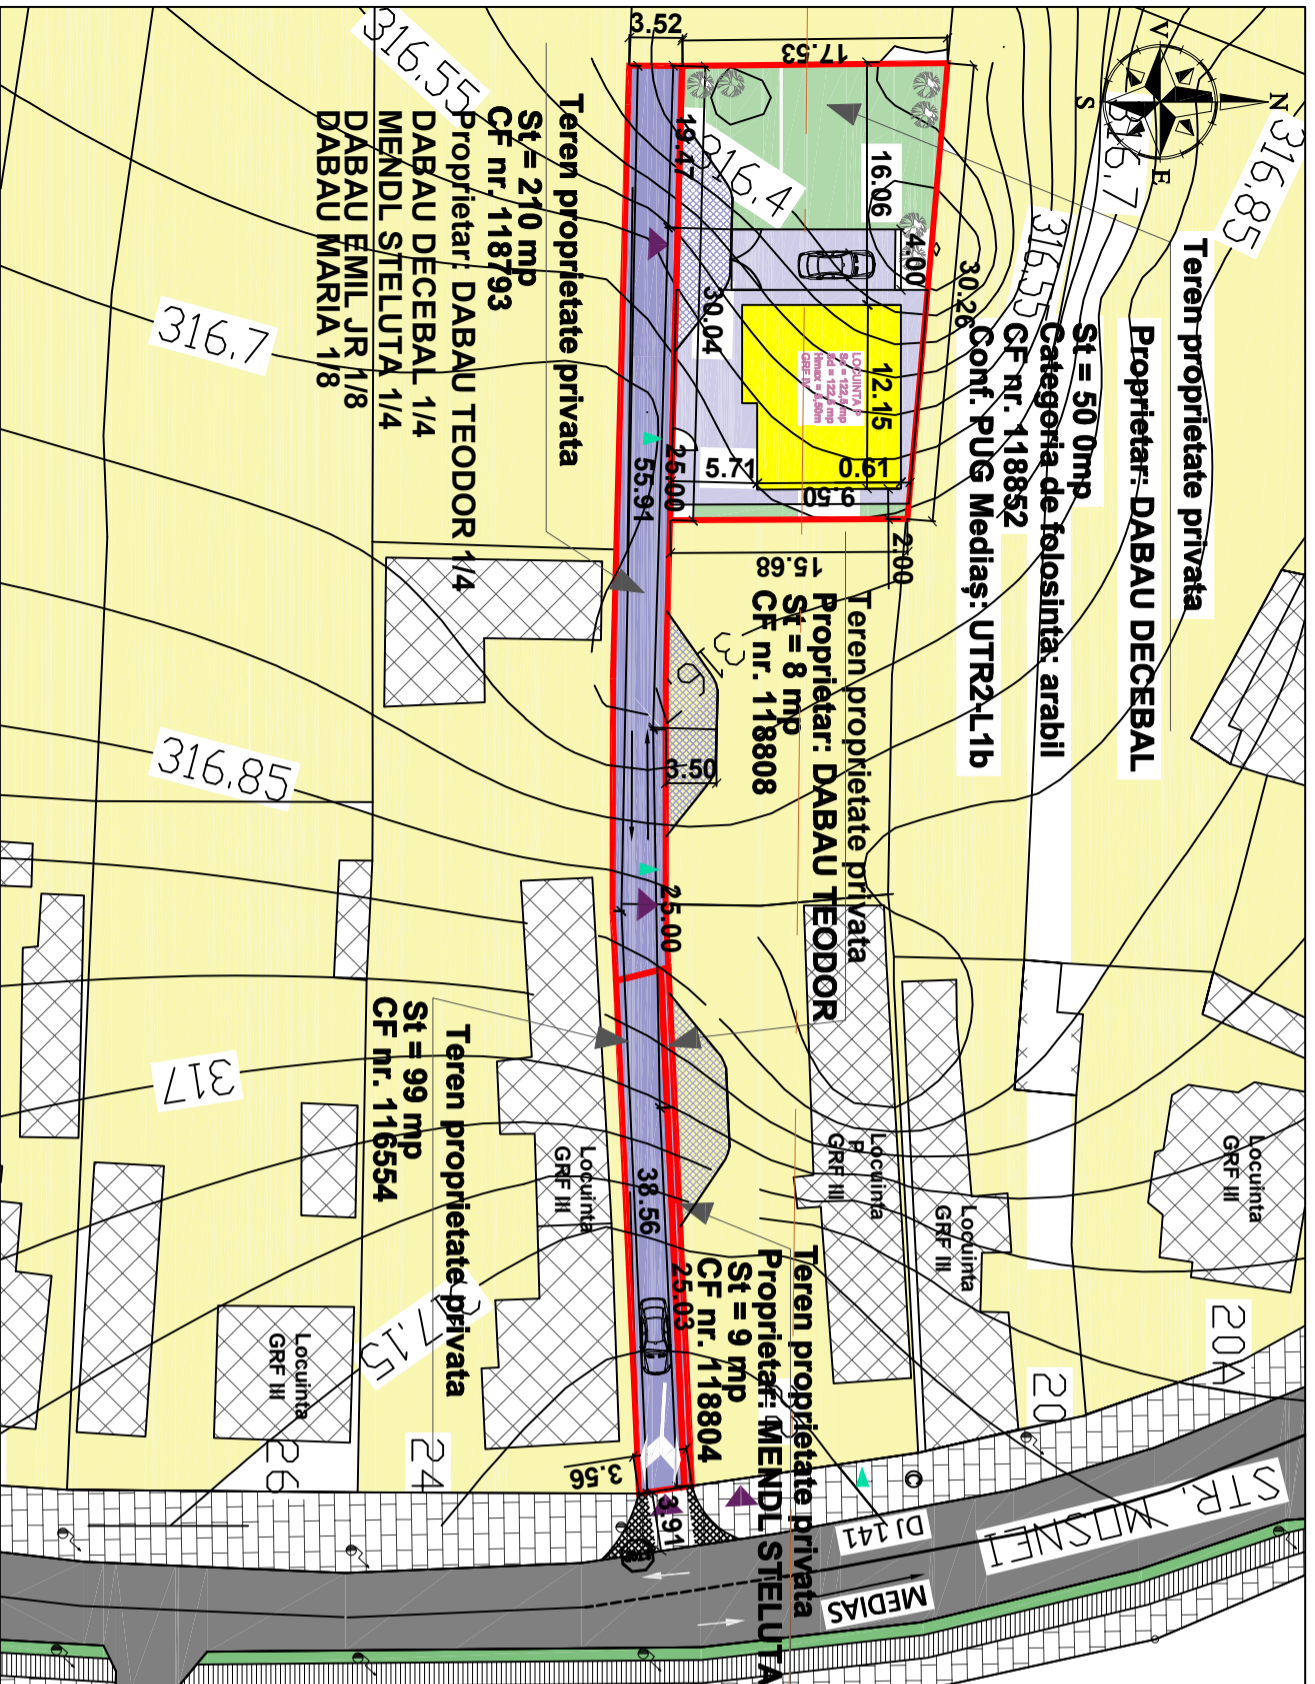 3.52
17.53
N
V
S
E
316.85
316.7
316.55
316.55
Teren proprietate privata
Proprietar: DABAU DECEBAL
St = 50 0mp
Categoria de folosinta: arabil
CF nr. 118852
Conf. PUG Mediaş: UTR2-L1b
Teren proprietate privata
St = 210 mp
CF nr. 118793
Proprietar: DABAU TEODOR 1/4
DABAU DECEBAL 1/4
MENDL STELUTA 1/4
DABAU EMIL JR 1/8
DABAU MARIA 1/8
19.47
316.4
16.06
4.00
30.26
30.04
12.15
LOCUINTA P
GRF
5.71
0.61
9.50
25.00
55.91
2.00
15.68
316.7
Teren proprietate privata
Proprietar: DABAU TEODOR
St = 8 mp
CF nr. 118808
3.50
316.85
25.00
317
Teren proprietate privata
St = 99 mp
CF nr. 116554
Locuinta
GRF III
Locuinta
P
GRF III
Locuinta
GRF III
Locuinta
GRF III
38.56
25.03
Teren proprietate privata
Proprietar: MENDL STELUTA
St = 9 mp
CF nr. 118804
317.15
Locuinta
GRF III
26
24
20
20A
3.56
3.91
C
DJ 141
STR. MOSNEI
MEDIAS